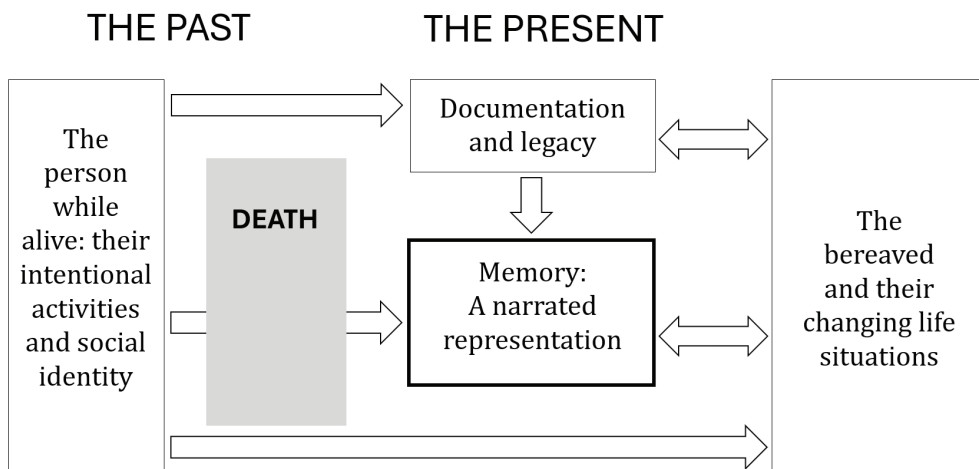 THE PAST
THE PRESENT
The
person
while
alive: their
intentional
activities
and social
identity
DEATH
Documentation
and legacy
Memory:
A narrated
representation
The
bereaved
and their
changing life
situations